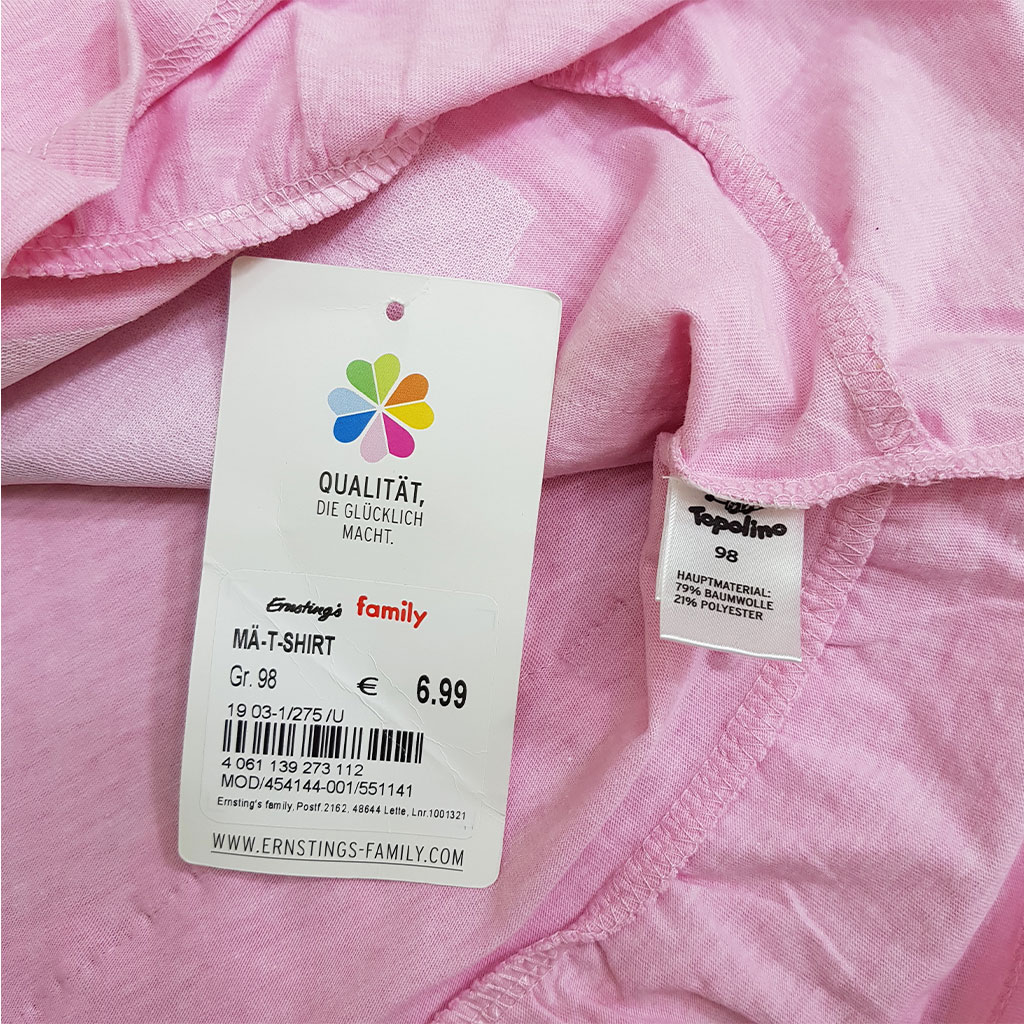 QUALITÄT,
DIE GLÜCKLICH
MACHT.
Ernsting's family
MÄ-T-SHIRT
Gr. 98 € 6.99
19 03-1/275 /U
4 061 139 273 112
MOD/454144-001/551141
Ernsting's family, Postf.2162, 48644 Lette, Lnr.1001321
WWW.ERNSTINGS-FAMILY.COM
Topolino
98
HAUPTMATERIAL:
79% BAUMWOLLE
21% POLYESTER